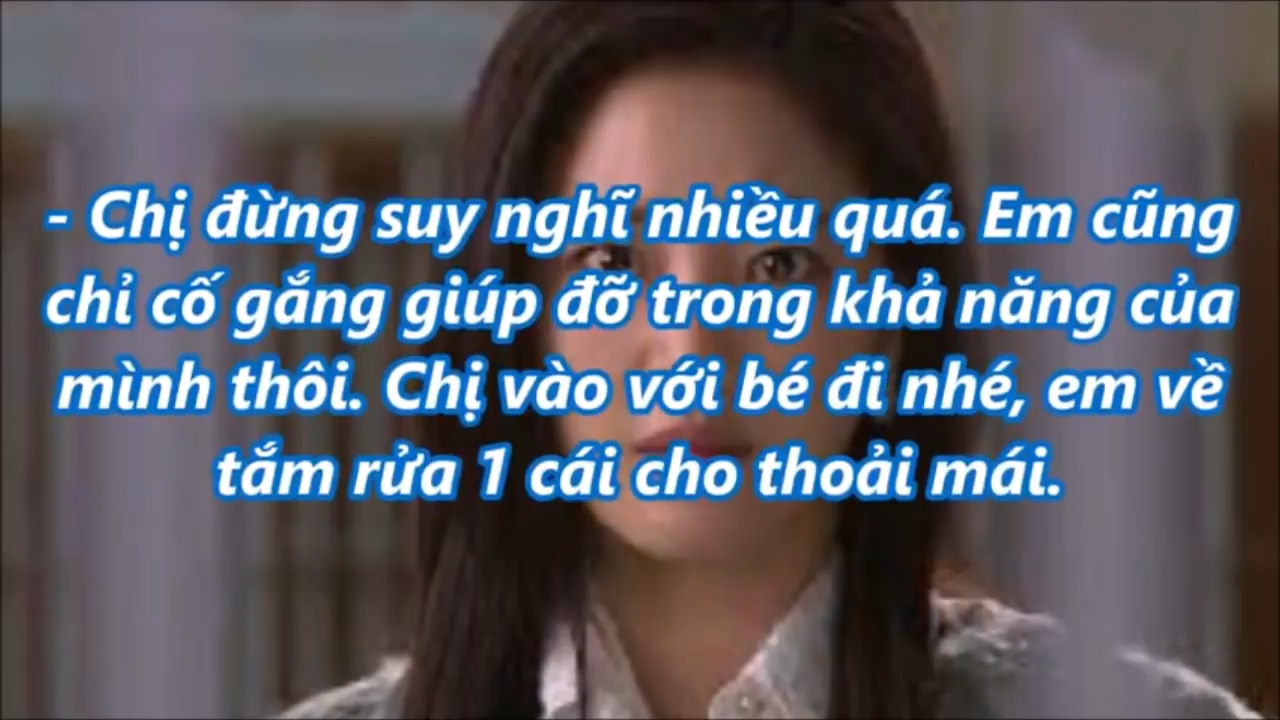 - Chị đừng suy nghĩ nhiều quá. Em cũng
chỉ cố gắng giúp đỡ trong khả năng của
mình thôi. Chị vào với bé đi nhé, em về
tắm rửa 1 cái cho thoải mái.